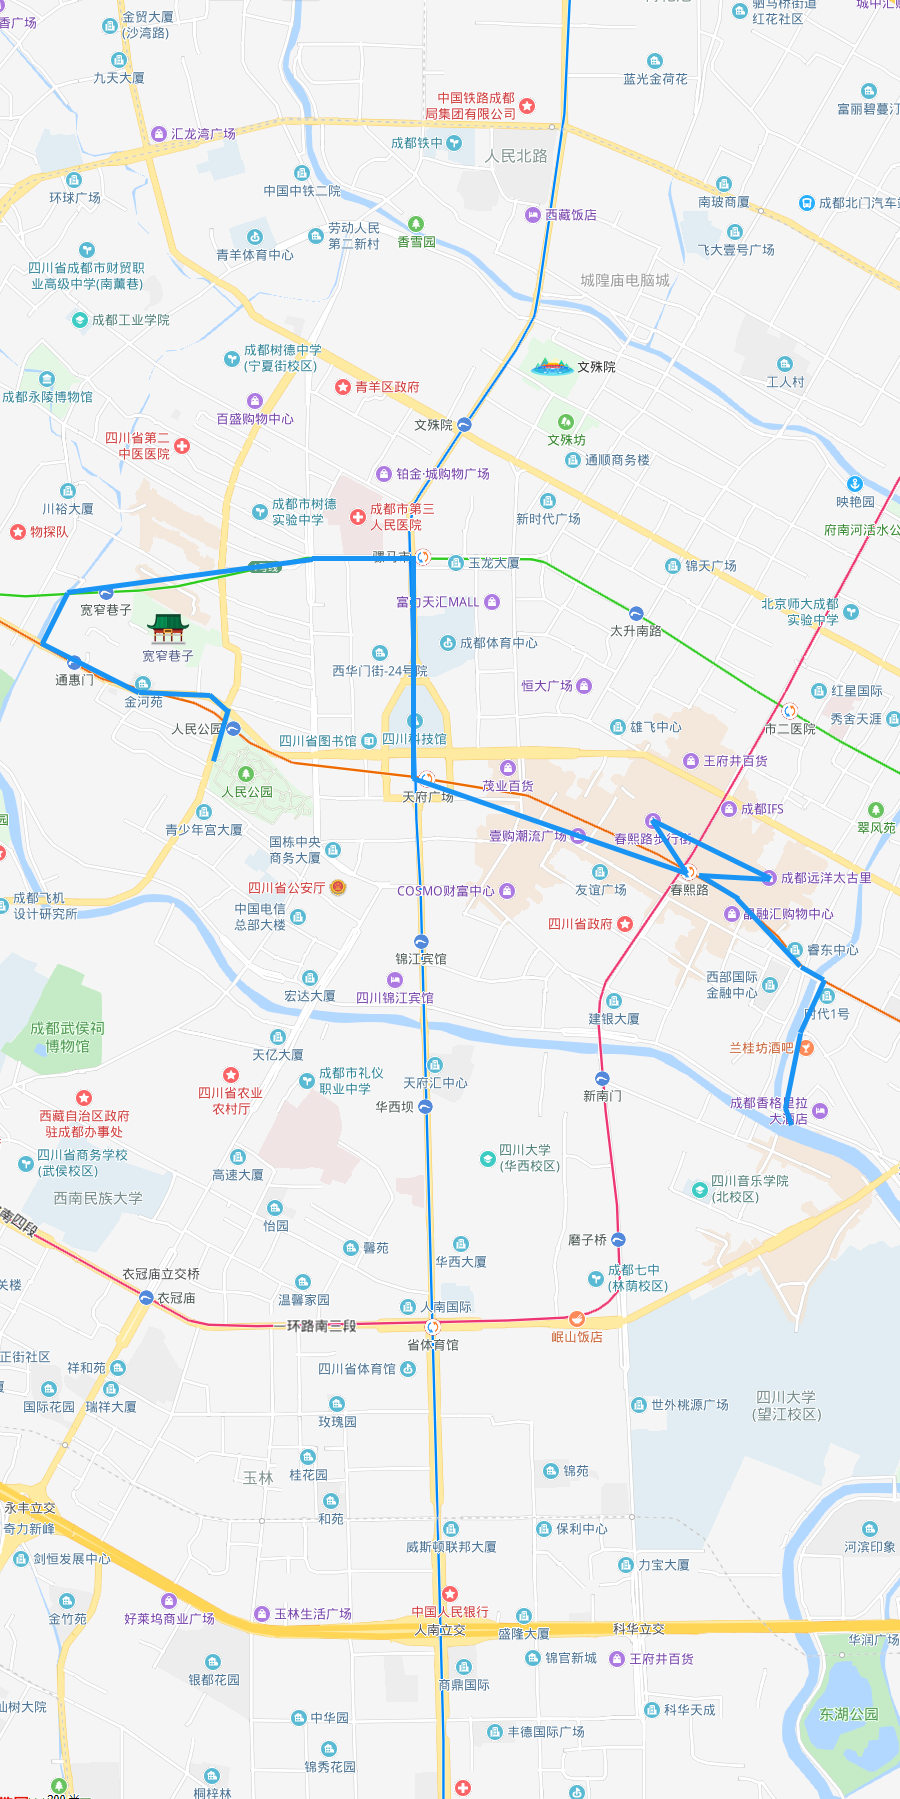 香广场
金贸大厦
(沙湾路)
驷马桥街道
红花社区
九天大厦
蓝光金荷花
富丽碧蔓汀
中国铁路成都
局集团有限公司
汇龙湾广场
成都铁中
人民北路
环球广场
中国中铁二院
南玻商厦
成都北门汽车站
西藏饭店
劳动人民
第二新村
香雪园
青羊体育中心
飞大壹号广场
四川省成都市财贸职
业高级中学(南薰巷)
城隍庙电脑城
成都工业学院
成都树德中学
(宁夏街校区)
文殊院
工人村
成都永陵博物馆
青羊区政府
百盛购物中心
文殊院
文殊坊
四川省第二
中医医院
通顺商务楼
铂金·城购物广场
川裕大厦
映艳园
成都市树德
实验中学
成都市第三
人民医院
新时代广场
物探队
府南河活水公
骡马市
玉龙大厦
锦天广场
宽窄巷子
富力天汇MALL
北京师大成都
实验中学
太升南路
宽窄巷子
西华门街-24号院
成都体育中心
通惠门
金河苑
恒大广场
红星国际
人民公园
四川省图书馆
四川科技馆
雄飞中心
市二医院
秀舍天涯
王府井百货
人民公园
天府广场
茂业百货
成都IFS
青少年宫大厦
国栋中央
商务大厦
壹购潮流广场
春熙路步行街
翠风苑
四川省公安厅
COSMO财富中心
友谊广场
春熙路
成都远洋太古里
成都飞机
设计研究所
中国电信
总部大楼
四川省政府
晶融汇购物中心
锦江宾馆
睿东中心
宏达大厦
四川锦江宾馆
西部国际
金融中心
建银大厦
时代1号
成都武侯祠
博物馆
天亿大厦
兰桂坊酒吧
四川省农业
农村厅
成都市礼仪
职业中学
天府汇中心
新南门
西藏自治区政府
驻成都办事处
华西坝
成都香格里拉
大酒店
四川省商务学校
(武侯校区)
高速大厦
四川大学
(华西校区)
四川音乐学院
(北校区)
西南民族大学
怡园
南四段
馨苑
华西大厦
磨子桥
衣冠庙立交桥
衣冠庙
关楼
温馨家园
成都七中
(林荫校区)
人南国际
环路南三段
省体育馆
岷山饭店
正街社区
祥和苑
四川省体育馆
国际花园
瑞祥大厦
玫瑰园
世外桃源广场
四川大学
(望江校区)
玉林
桂花园
锦苑
永丰立交
和苑
奇力新峰
威斯顿联邦大厦
保利中心
河滨印象
剑恒发展中心
力宝大厦
金竹苑
好莱坞商业广场
玉林生活广场
中国人民银行
人南立交
盛隆大厦
科华立交
华润广场
银都花园
商鼎国际
锦官新城
王府井百货
仙树大院
中华园
丰德国际广场
科华天成
东湖公园
锦秀花园
桐梓林
200 米